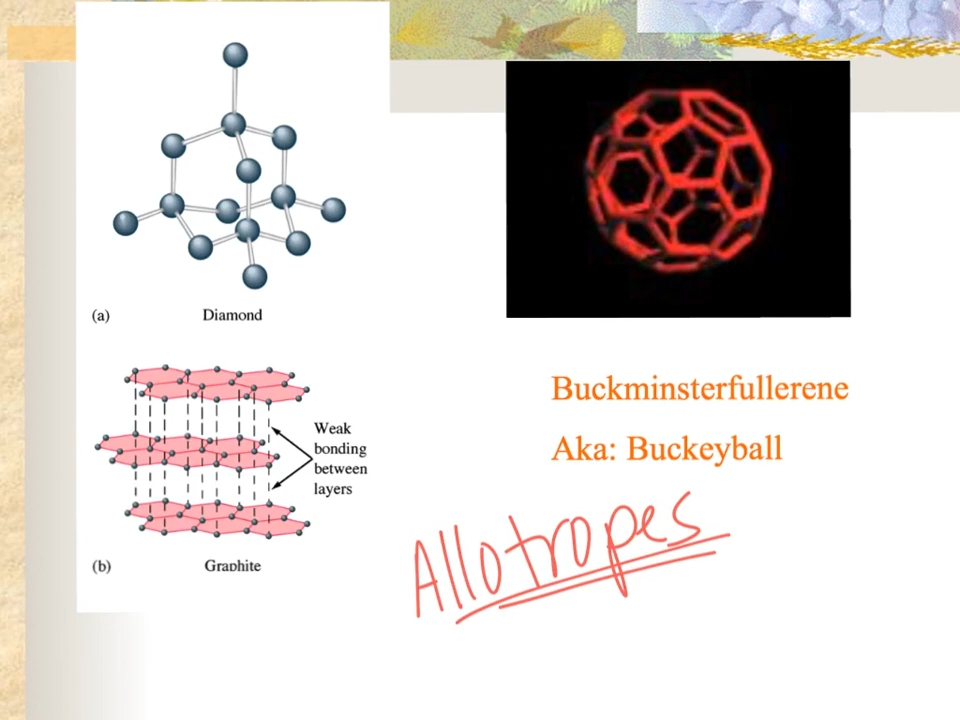 (a) Diamond
Weak
bonding
between
layers
(b) Graphite
Buckminsterfullerene
Aka: Buckeyball
Allotropes